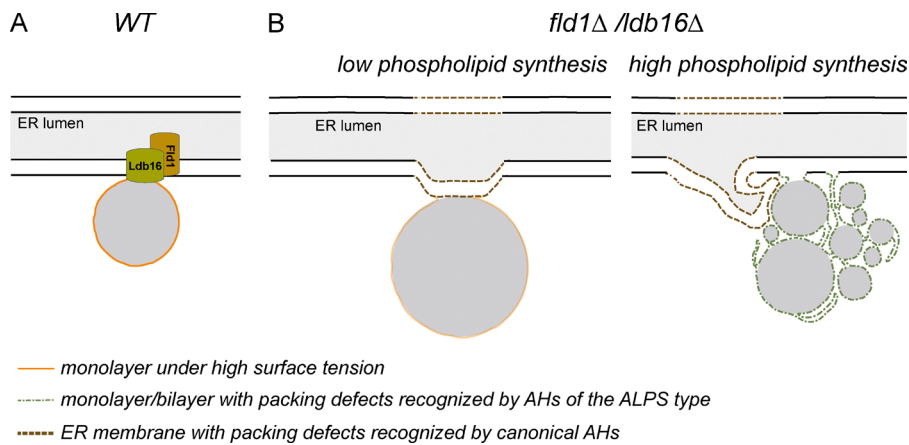 A WT B fld1Δ /ldb16Δ
low phospholipid synthesis high phospholipid synthesis
ER lumen ER lumen ER lumen
Ldb16 Fld1
monolayer under high surface tension
monolayer/bilayer with packing defects recognized by AHs of the ALPS type
ER membrane with packing defects recognized by canonical AHs